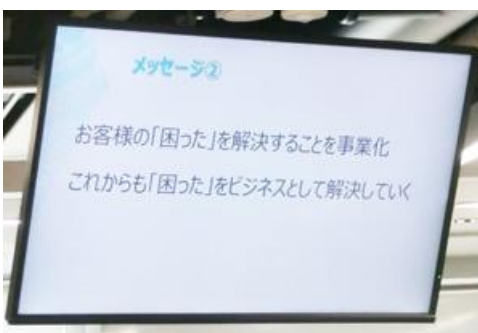 メッセージ②
お客様の「困った」を解決することを事業化
これからも「困った」をビジネスとして解決していく